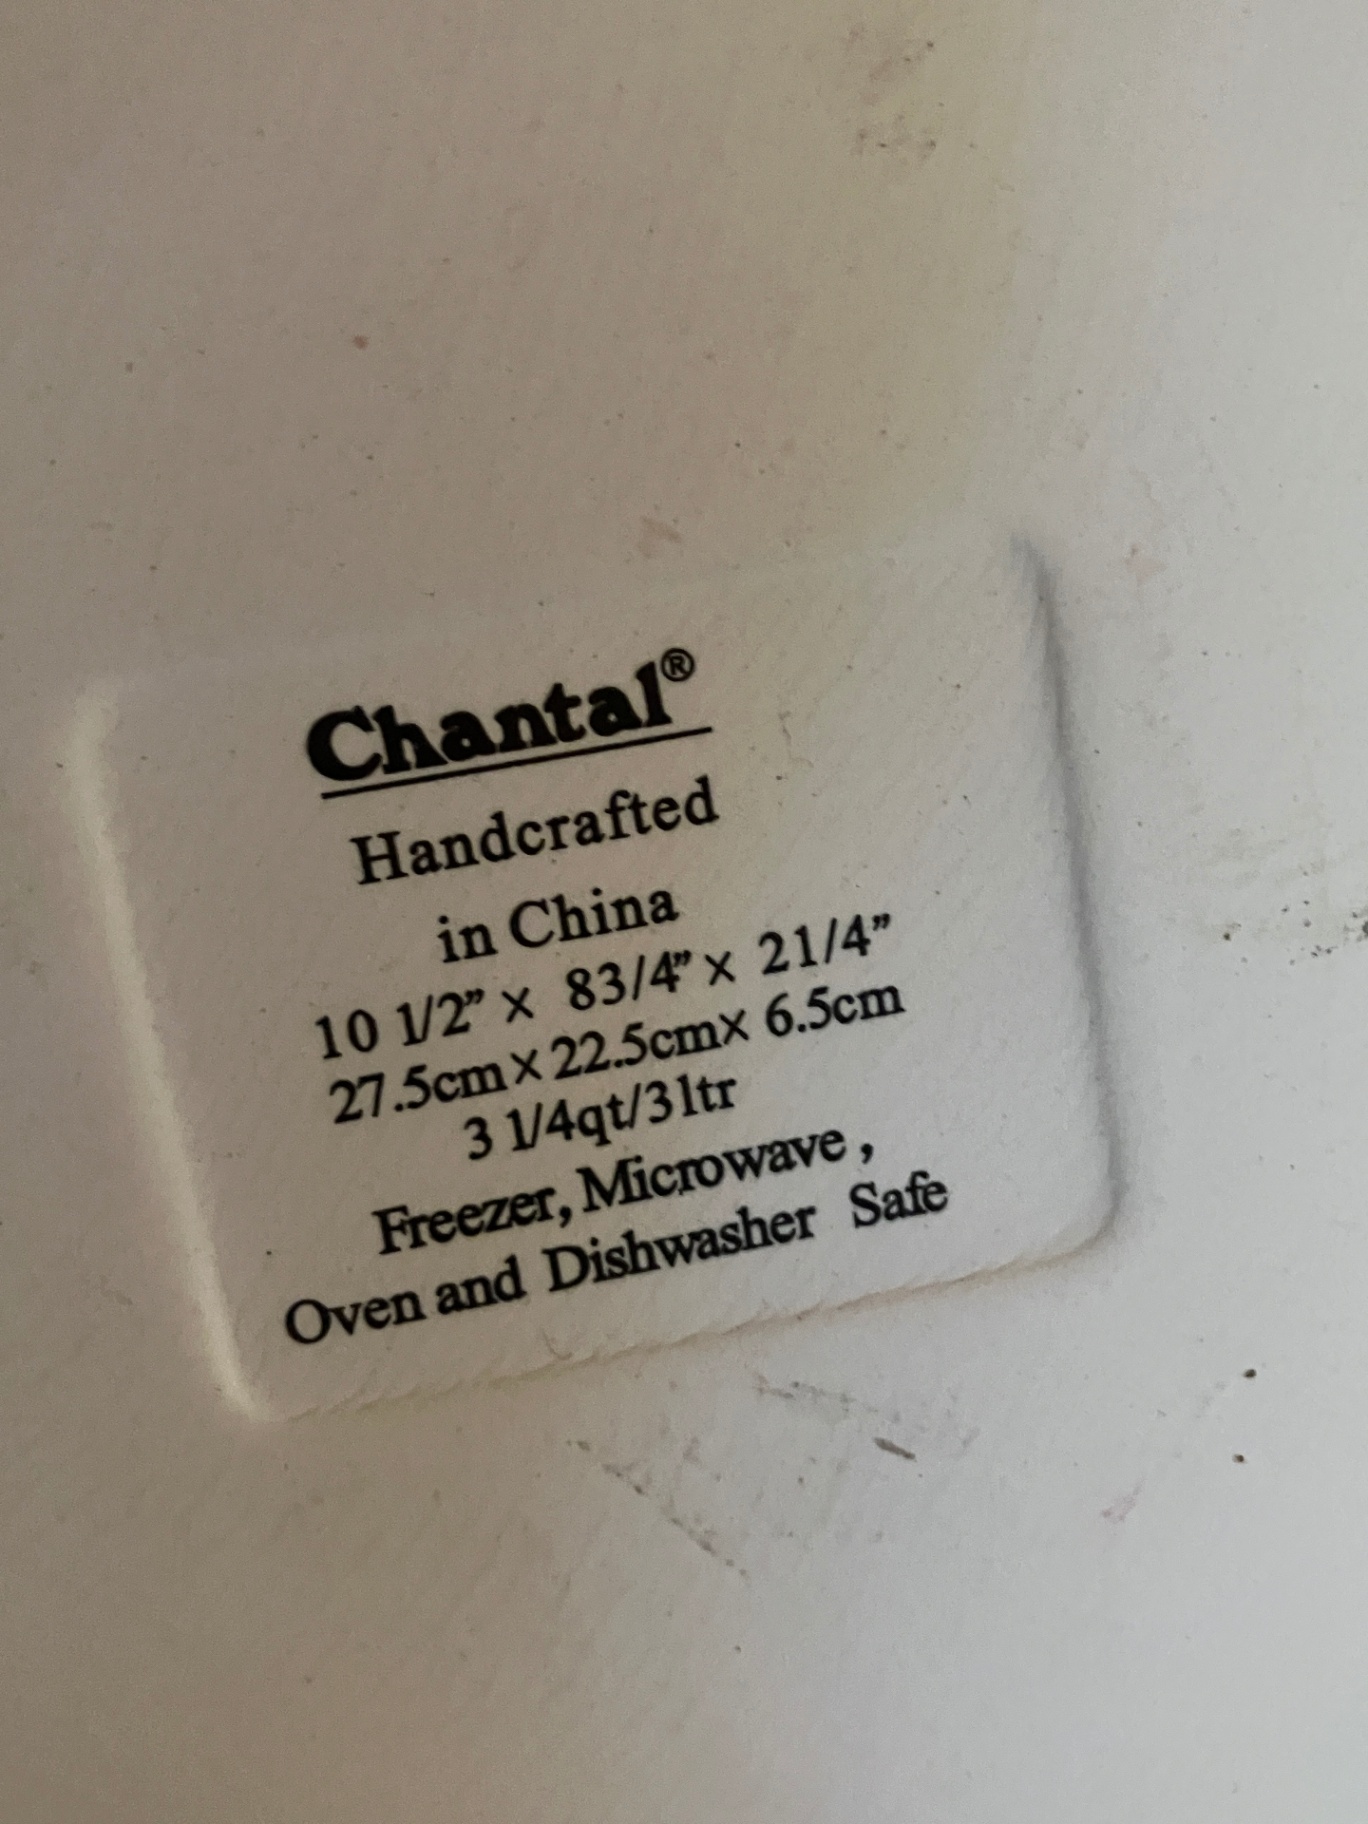 Chantal®
Handcrafted
in China
10 1/2” × 83/4” × 21/4”
27.5cm×22.5cm× 6.5cm
3 1/4qt/3ltr
Freezer, Microwave ,
Oven and Dishwasher Safe